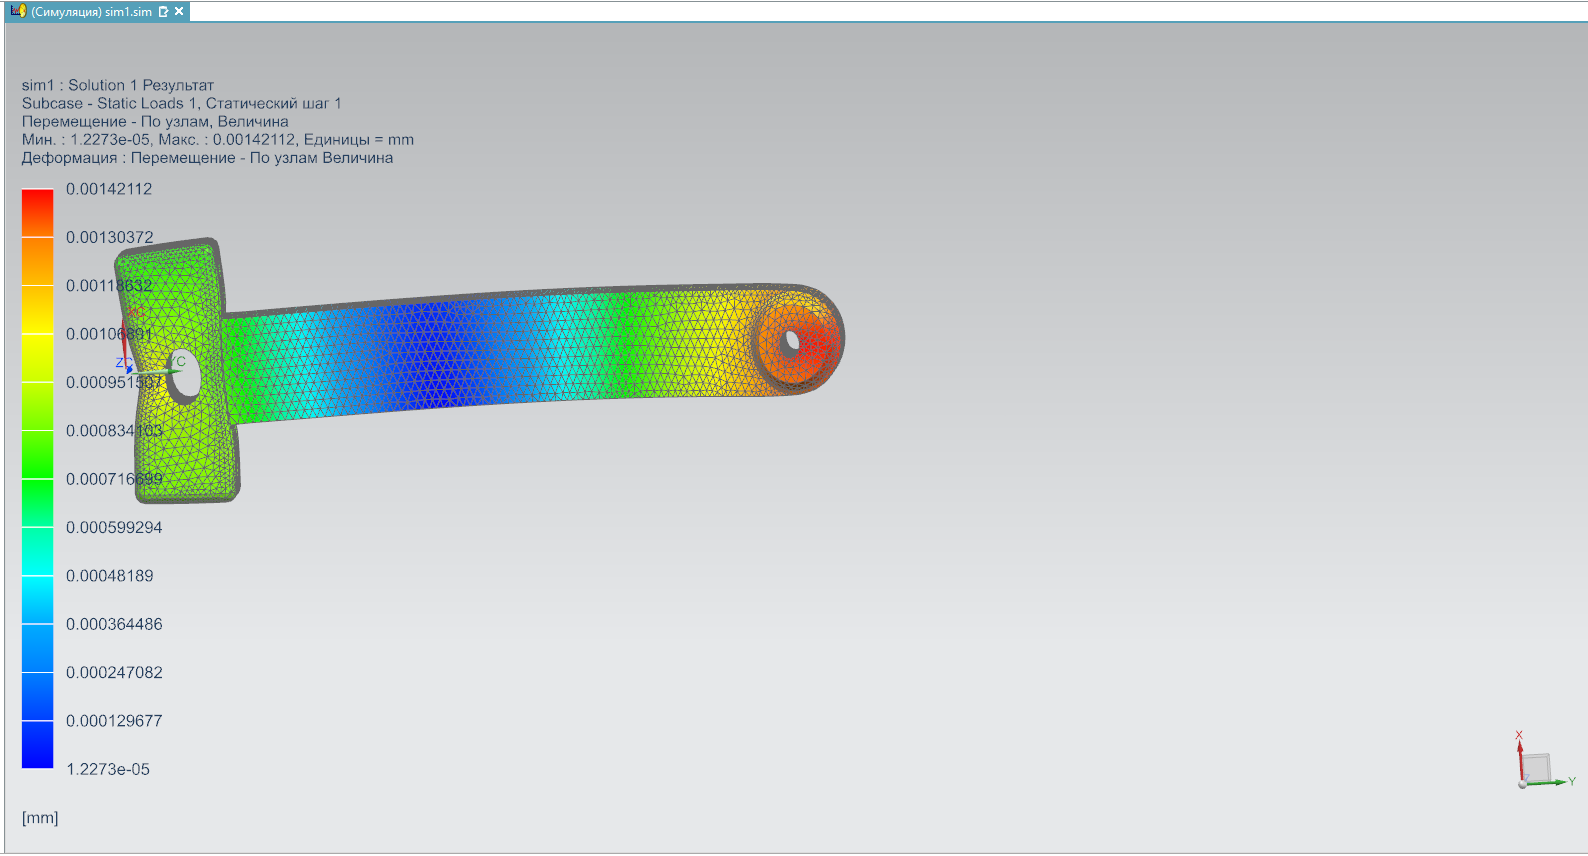 (Симуляция) sim1.sim
sim1 : Solution 1 Результат
Subcase - Static Loads 1, Статический шаг 1
Перемещение - По узлам, Величина
Мин. : 1.2273e-05, Макс. : 0.00142112, Единицы = mm
Деформация : Перемещение - По узлам Величина
0.00142112
0.00130372
0.00118632
0.00106891
0.000951507
0.000834103
0.000716699
0.000599294
0.00048189
0.000364486
0.000247082
0.000129677
1.2273e-05
[mm]
XC
ZC
YC
X
Z
Y